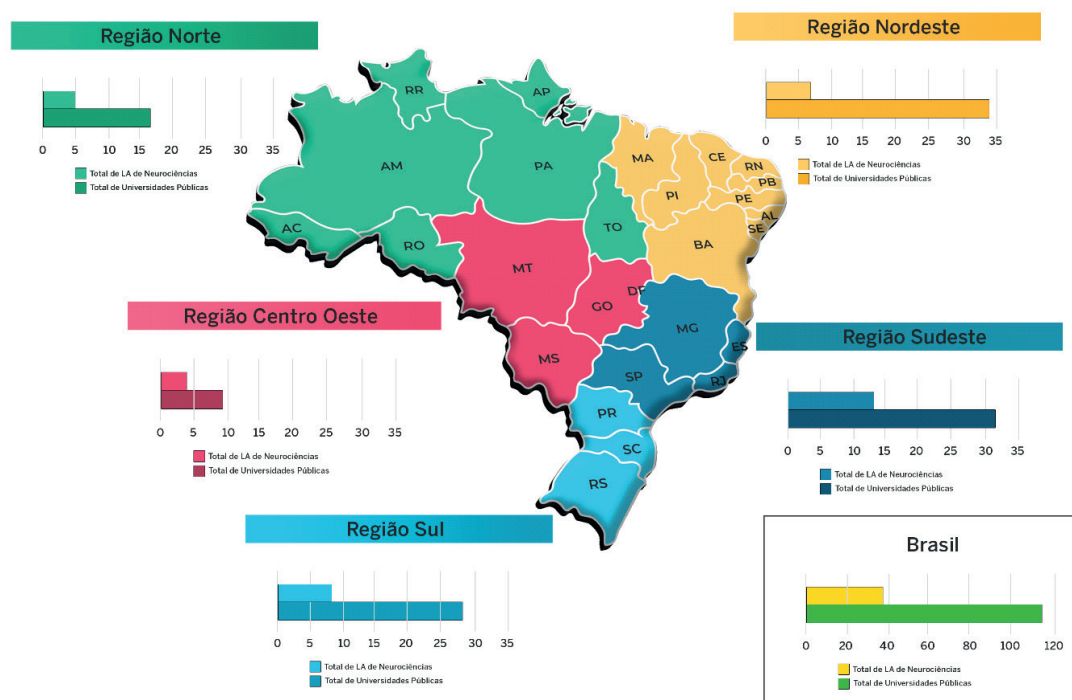 Região Norte
0 5 10 15 20 25 30 35
Total de LA de Neurociências
Total de Universidades Públicas
Região Nordeste
0 5 10 15 20 25 30 35
Total de LA de Neurociências
Total de Universidades Públicas
RR
AP
AM
PA
MA
CE
RN
PB
PI
PE
AL
SE
AC
RO
TO
BA
MT
DF
GO
MG
ES
MS
SP
RJ
PR
SC
RS
Região Centro Oeste
0 5 10 15 20 25 30 35
Total de LA de Neurociências
Total de Universidades Públicas
Região Sudeste
0 5 10 15 20 25 30 35
Total de LA de Neurociências
Total de Universidades Públicas
Região Sul
0 5 10 15 20 25 30 35
Total de LA de Neurociências
Total de Universidades Públicas
Brasil
0 20 40 60 80 100 120
Total de LA de Neurociências
Total de Universidades Públicas